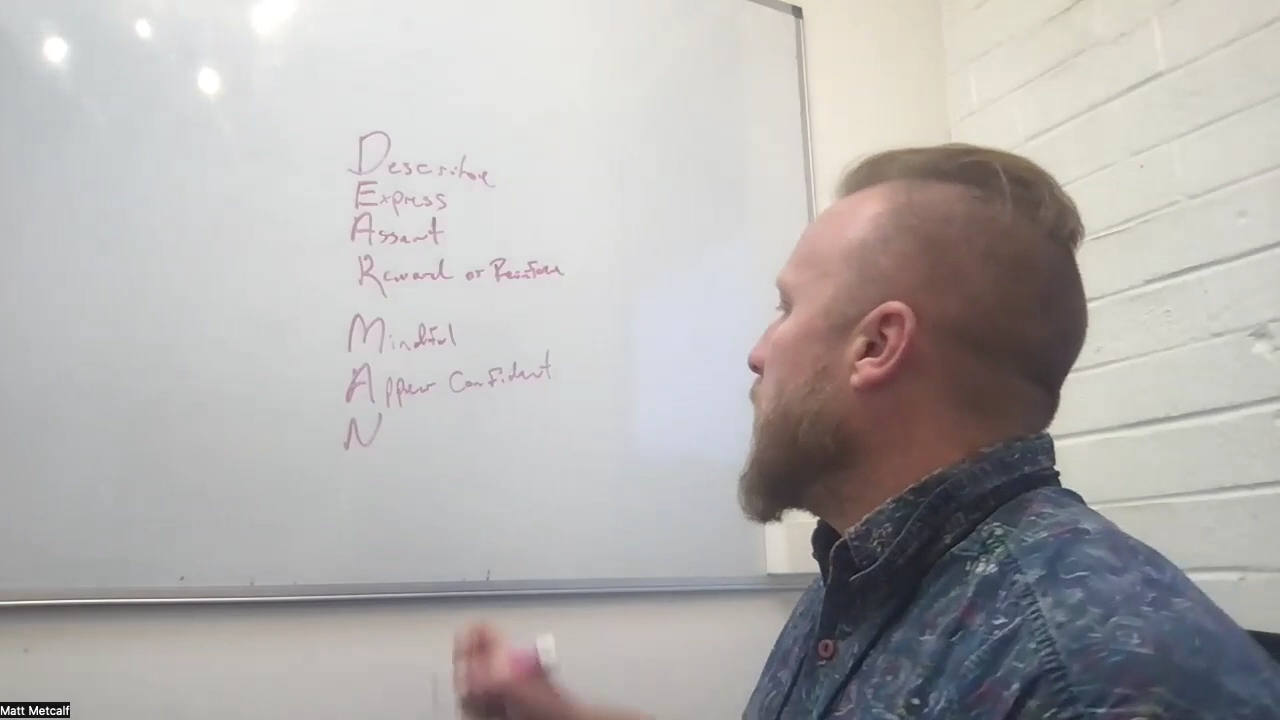 Describe
Express
Assert
Reward or Reinforce
Mindful
Appear Confident
N
Matt Metcalf